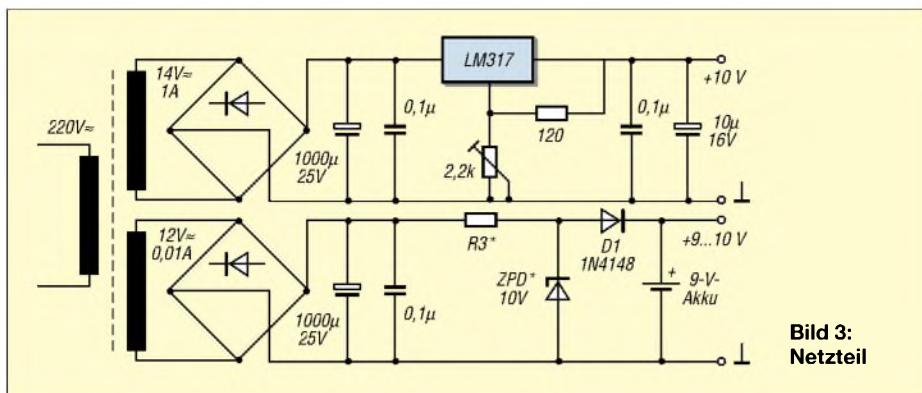 14V≈
1A
220V≈
1000µ
25V
0,1µ
LM317
120
2,2k
0,1µ
10µ
16V
+10 V
12V≈
0,01A
1000µ
25V
0,1µ
R3*
ZPD*
10V
D1
1N4148
+
9-V-
Akku
+9...10 V
Bild 3:
Netzteil